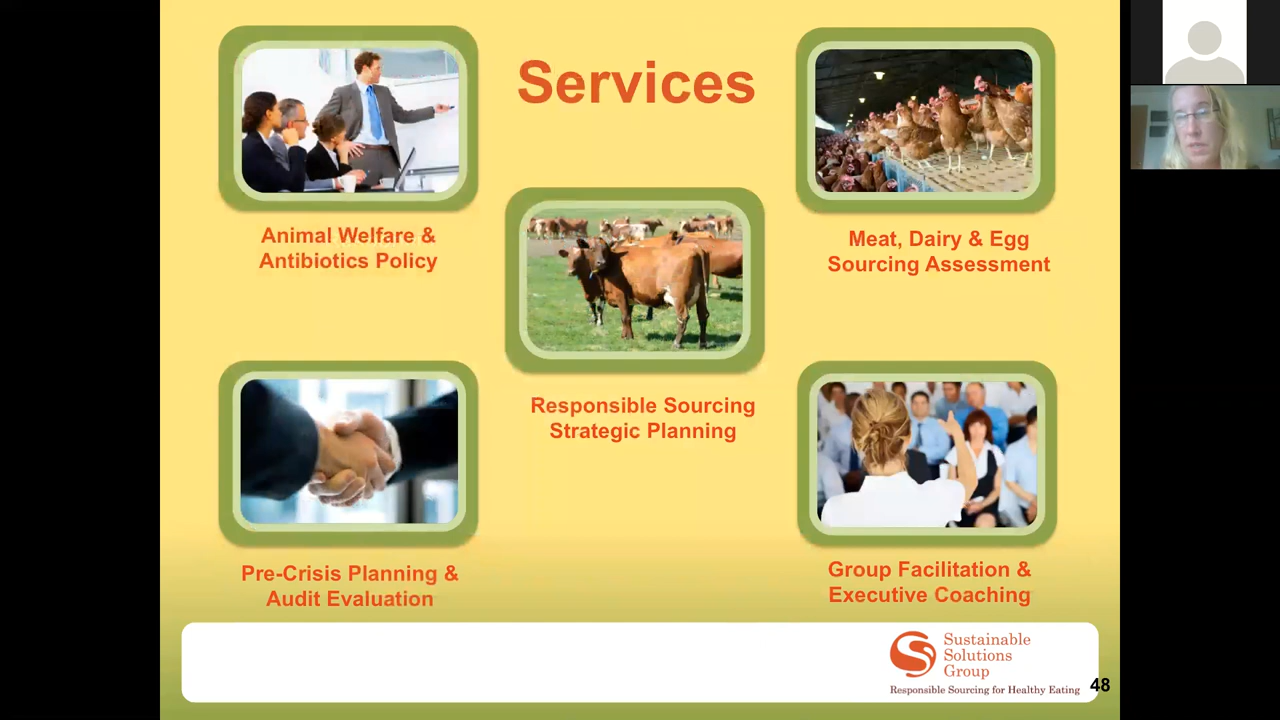 Services
Animal Welfare &
Antibiotics Policy
Meat, Dairy & Egg
Sourcing Assessment
Responsible Sourcing
Strategic Planning
Pre-Crisis Planning &
Audit Evaluation
Group Facilitation &
Executive Coaching
Sustainable
Solutions
Group
Responsible Sourcing for Healthy Eating
48